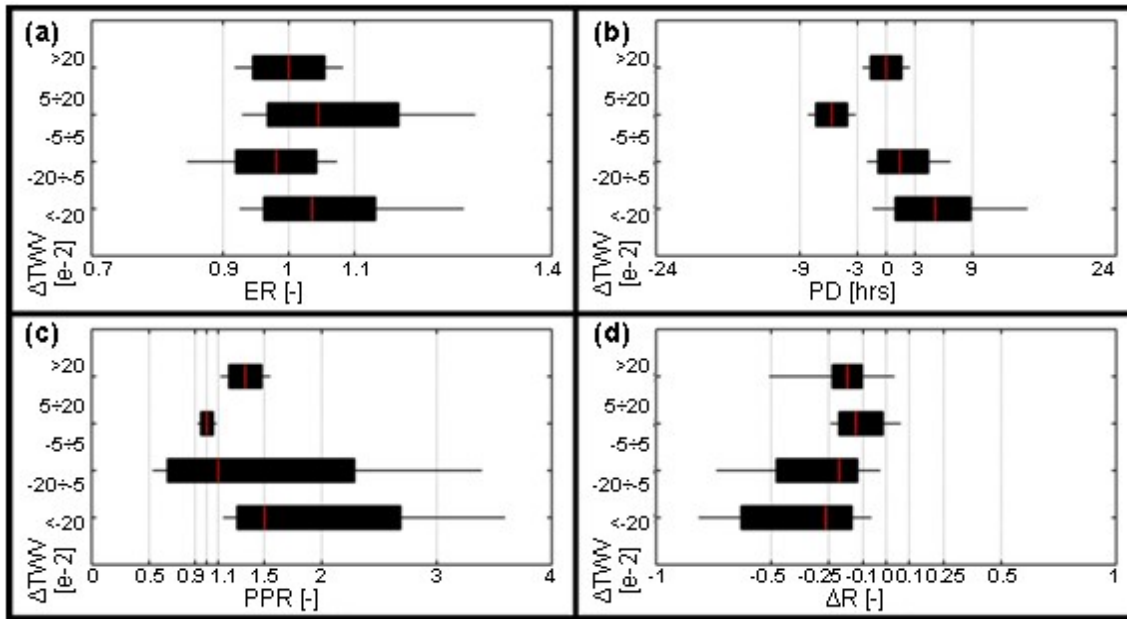 (a)
>20
5÷20
-5÷5
-20÷-5
<-20
ΔTWV
[e-2]
0.7 0.9 1 1.1 1.4
ER [-]
(b)
>20
5÷20
-5÷5
-20÷-5
<-20
ΔTWV
[e-2]
-24 -9 -3 0 3 9 24
PD [hrs]
(c)
>20
5÷20
-5÷5
-20÷-5
<-20
ΔTWV
[e-2]
0 0.5 0.9 1.1 1.5 2 3 4
PPR [-]
(d)
>20
5÷20
-5÷5
-20÷-5
<-20
ΔTWV
[e-2]
-1 -0.5 -0.25 -0.1 0 0.1 0.25 0.5 1
ΔR [-]